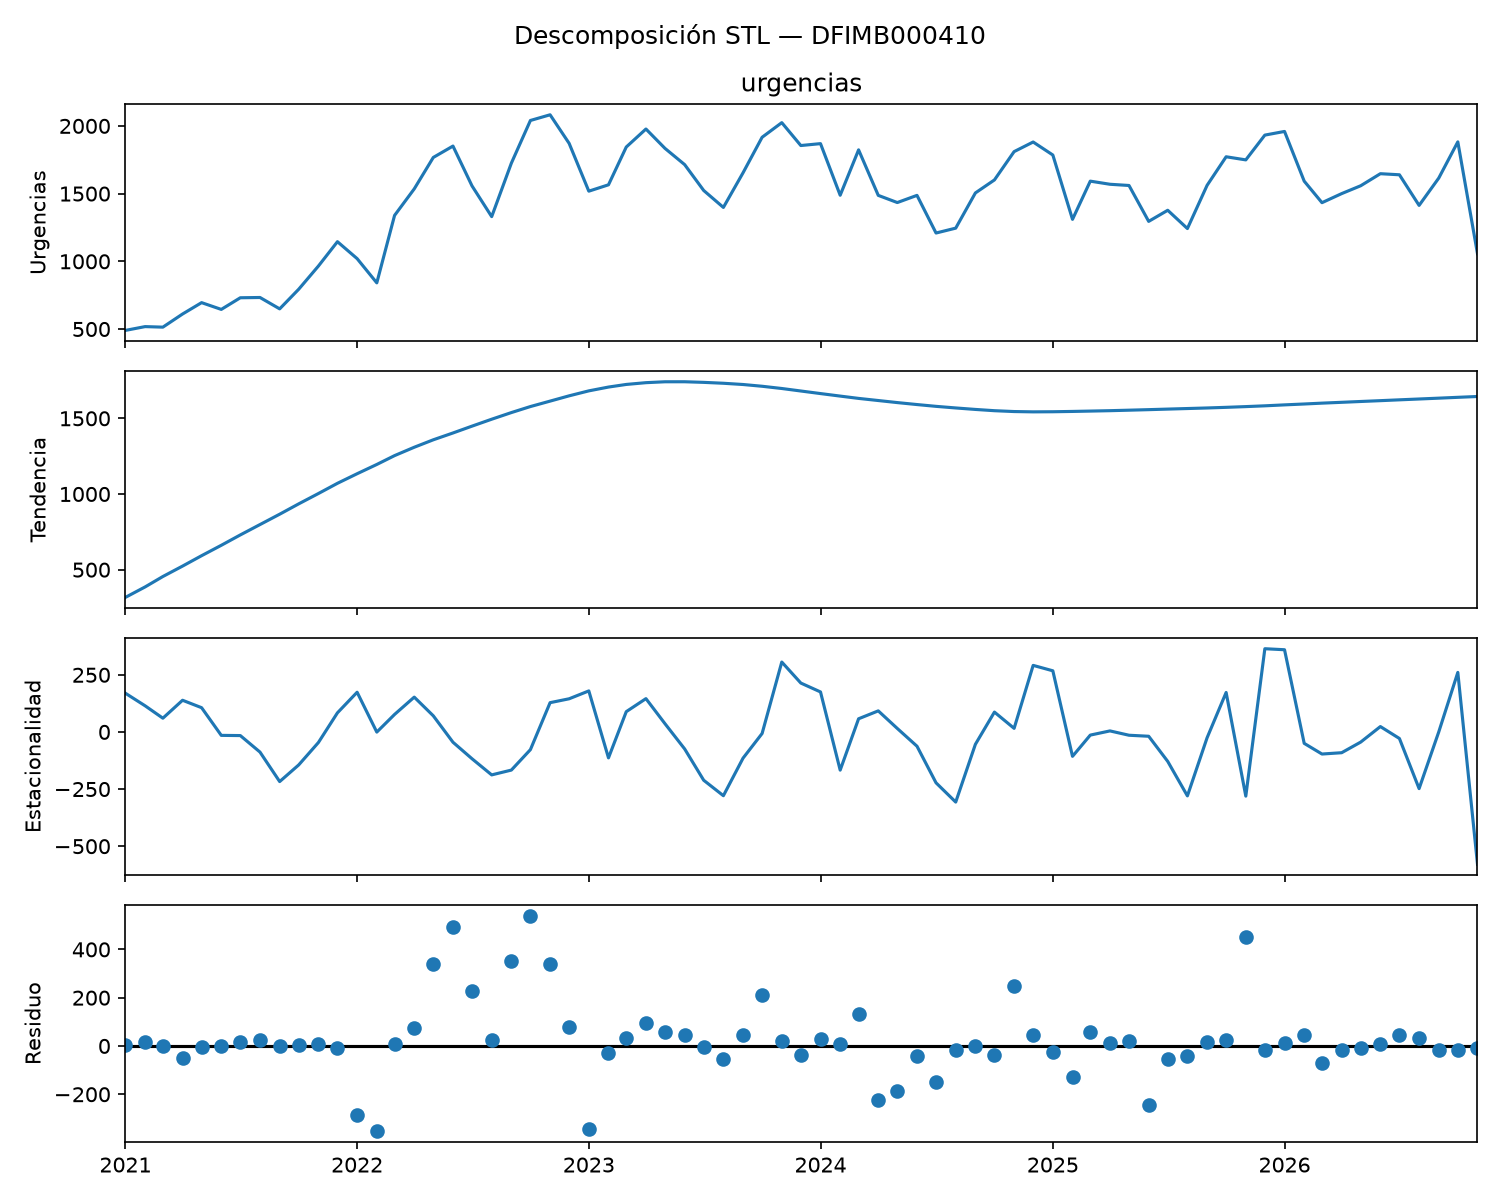 Descomposición STL — DFIMB000410
urgencias
Urgencias
2000
1500
1000
500
Tendencia
1500
1000
500
Estacionalidad
250
0
−250
−500
Residuo
400
200
0
−200
2021 2022 2023 2024 2025 2026